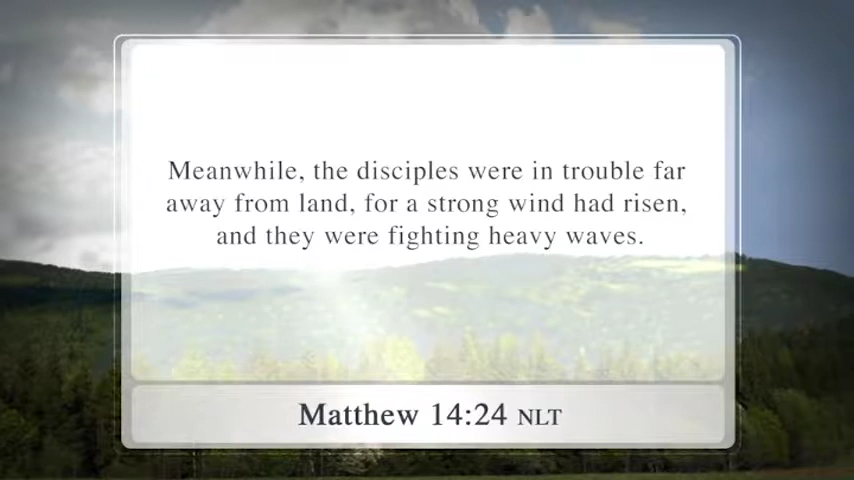 Meanwhile, the disciples were in trouble far
away from land, for a strong wind had risen,
and they were fighting heavy waves.
Matthew 14:24 NLT